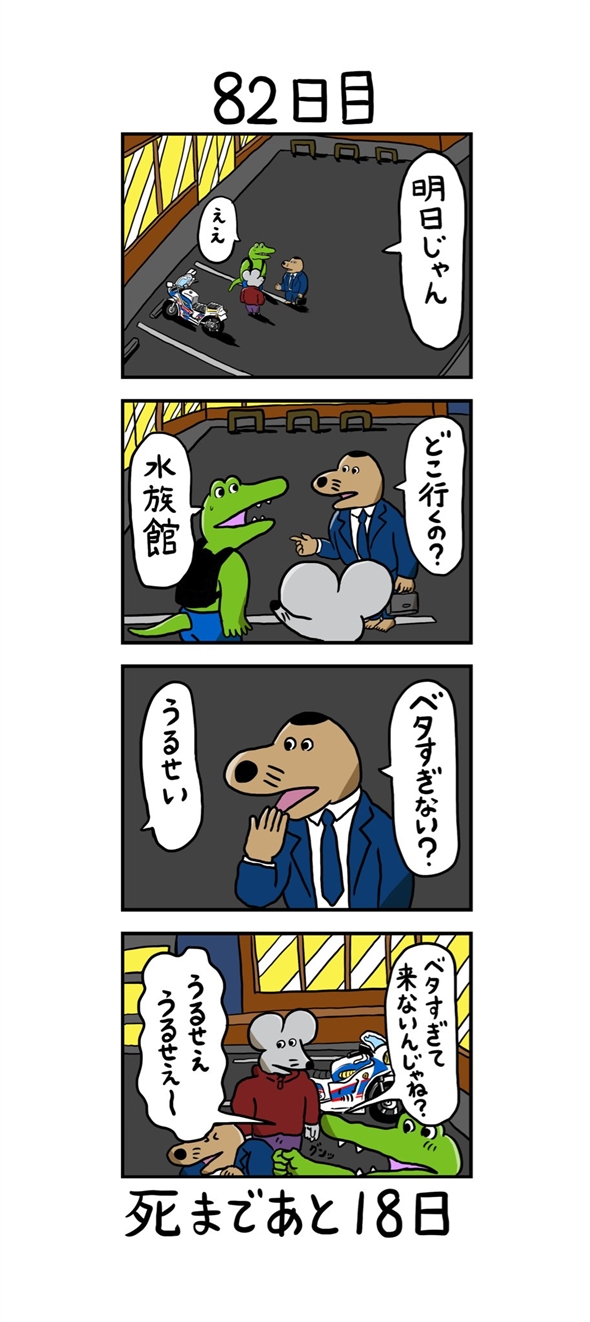 82日目
明日じゃん
ええ
どこ行くの?
水族館
ベタすぎない?
うるせい
ベタすぎて
来ないんじゃね?
うるせえ
うるせえ〜
グンッ
死まであと18日